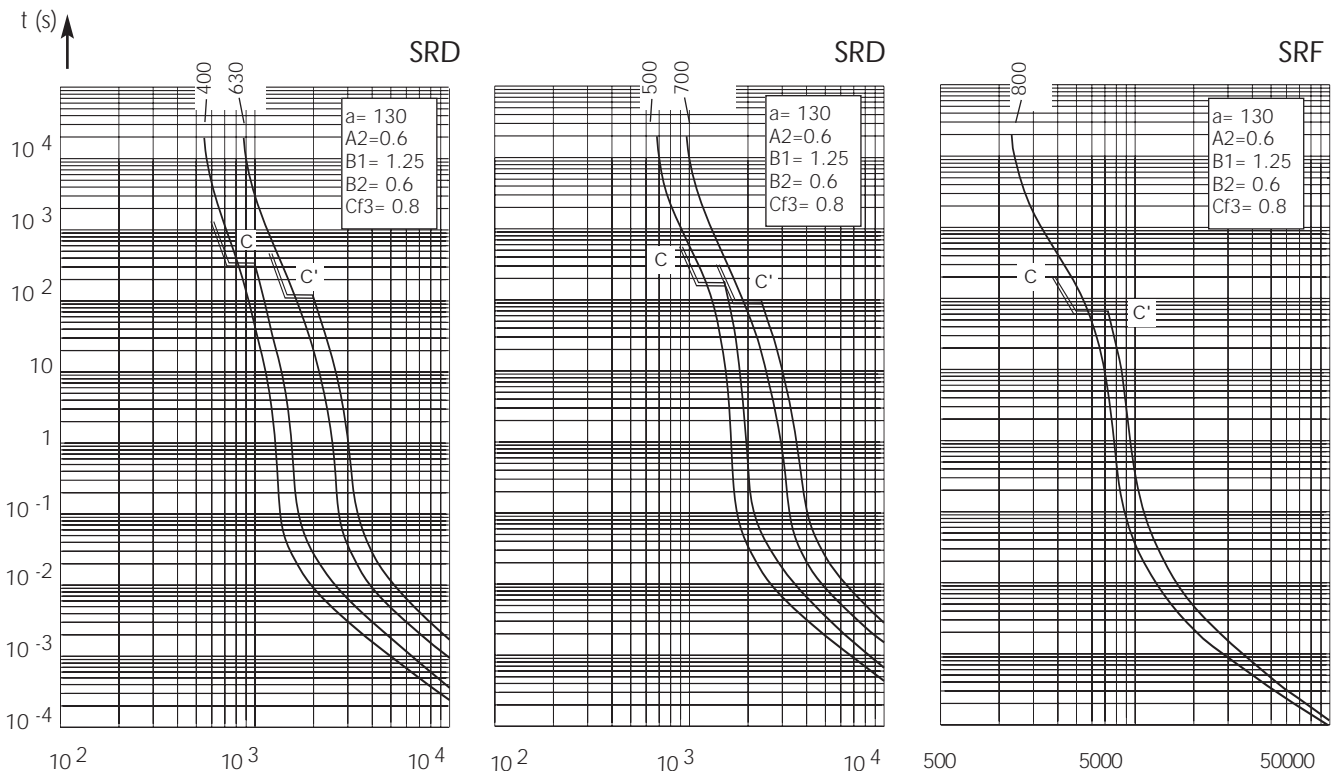 t (s)
SRD
400
630
a= 130
A2=0.6
B1= 1.25
B2= 0.6
Cf3= 0.8
C
C'
10 4
10 3
10 2
10
1
10 -1
10 -2
10 -3
10 -4
10 2
10 3
10 4
SRD
500
700
a= 130
A2=0.6
B1= 1.25
B2= 0.6
Cf3= 0.8
C
C'
10 2
10 3
10 4
SRF
800
a= 130
A2=0.6
B1= 1.25
B2= 0.6
Cf3= 0.8
C
C'
500
5000
50000